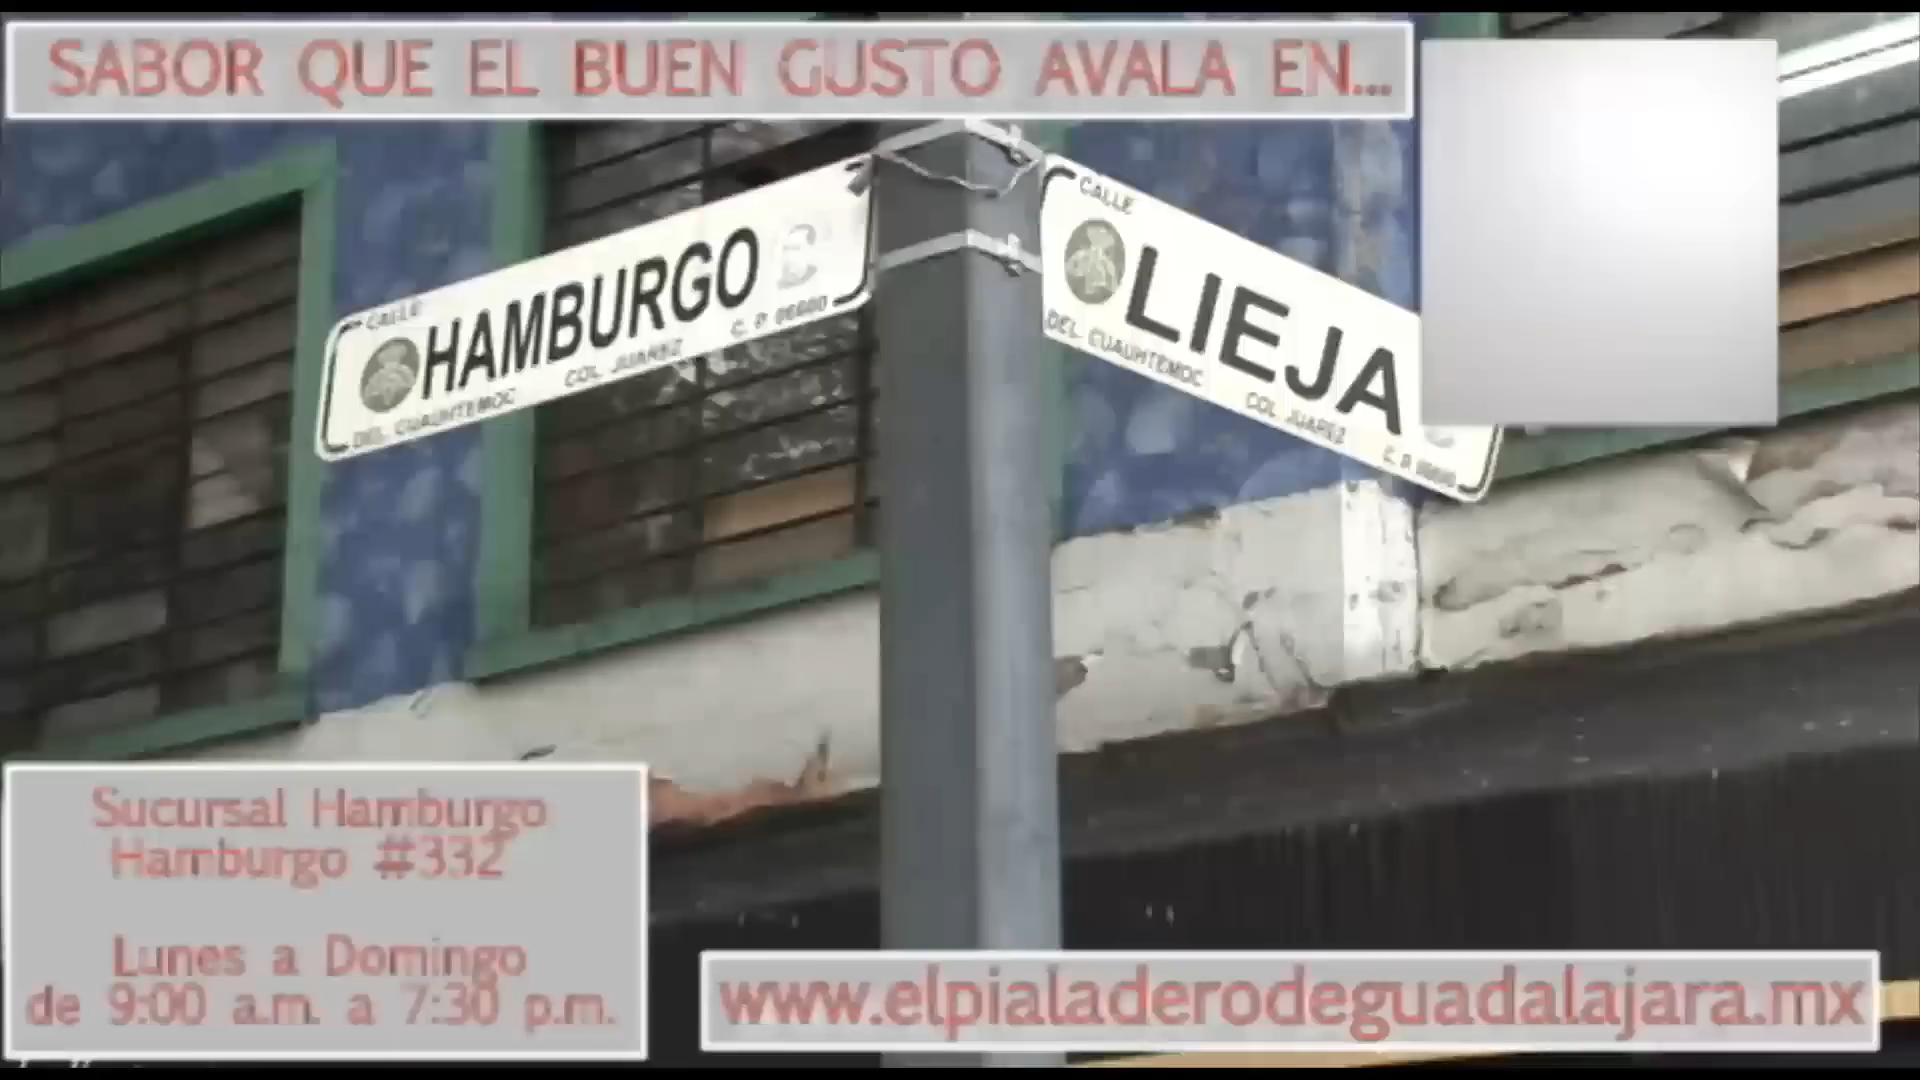 SABOR QUE EL BUEN GUSTO AVALA EN...
CALLE
HAMBURGO
DEL. CUAUHTEMOC COL. JUAREZ C. P. 06600
CALLE
LIEJA
DEL. CUAUHTEMOC COL. JUAREZ C. P. 06600
Sucursal Hamburgo
Hamburgo #332
Lunes a Domingo
de 9:00 a.m. a 7:30 p.m.
www.elpialaderodeguadalajara.mx